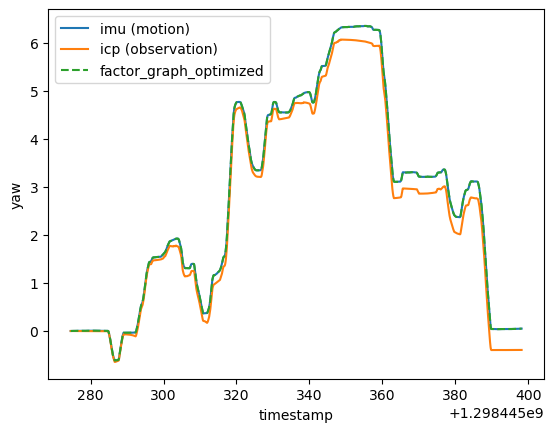 imu (motion)
icp (observation)
factor_graph_optimized
yaw
6
5
4
3
2
1
0
280
300
320
340
360
380
400
timestamp
+1.298445e9